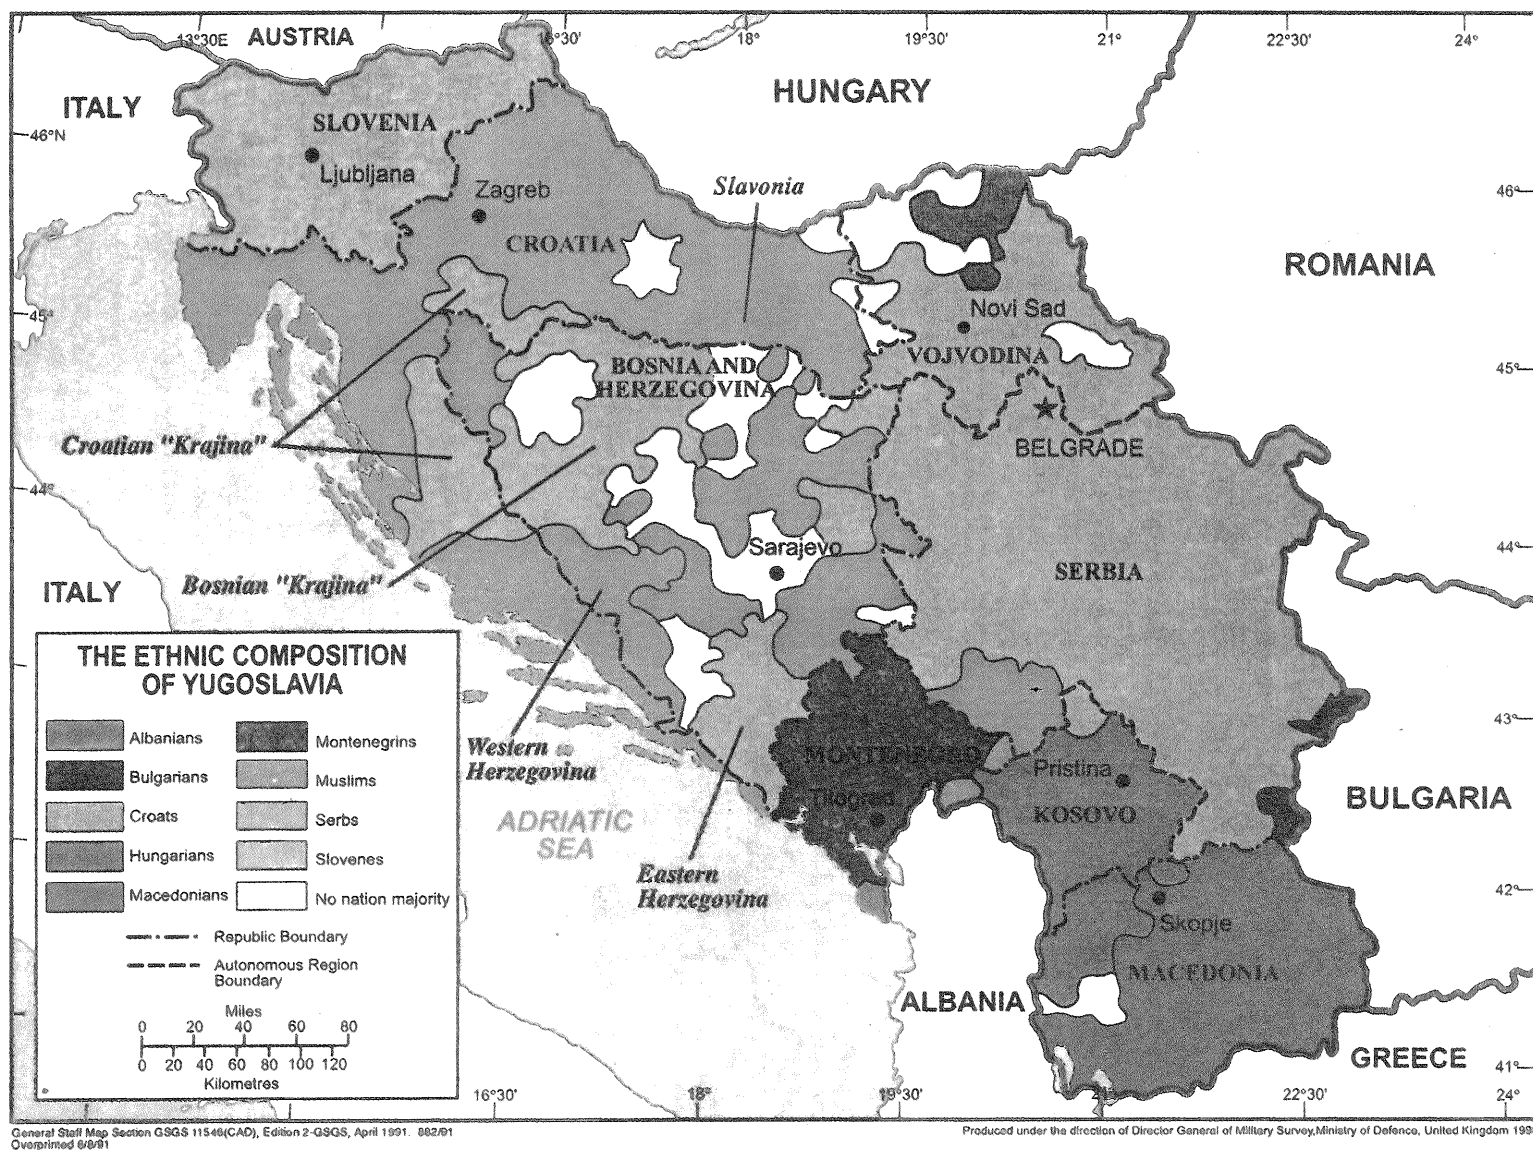 13°30E
AUSTRIA
16°30'
18°
19°30'
21°
22°30'
24°
ITALY
HUNGARY
46°N
SLOVENIA
Ljubljana
Zagreb
Slavonia
46°
CROATIA
ROMANIA
45°
Novi Sad
VOJVODINA
BOSNIA AND
HERZEGOVINA
45°
BELGRADE
Croatian "Krajina"
44°
Sarajevo
44°
SERBIA
Bosnian "Krajina"
ITALY
THE ETHNIC COMPOSITION
OF YUGOSLAVIA
Albanians
Montenegrins
Bulgarians
Muslims
Croats
Serbs
Hungarians
Slovenes
Macedonians
No nation majority
Republic Boundary
Autonomous Region
Boundary
Miles
0 20 40 60 80
0 20 40 60 80 100 120
Kilometres
Western
Herzegovina
43°
MONTENEGRO
Pristina
Titograd
KOSOVO
BULGARIA
ADRIATIC
SEA
Eastern
Herzegovina
42°
Skopje
MACEDONIA
ALBANIA
GREECE
41°
16°30'
18°
19°30'
21°
22°30'
24°
General Staff Map Section GSGS 11546(CAD), Edition 2-GSGS, April 1991. 882/91
Overprinted 6/8/91
Produced under the direction of Director General of Military Survey,Ministry of Defence, United Kingdom 199